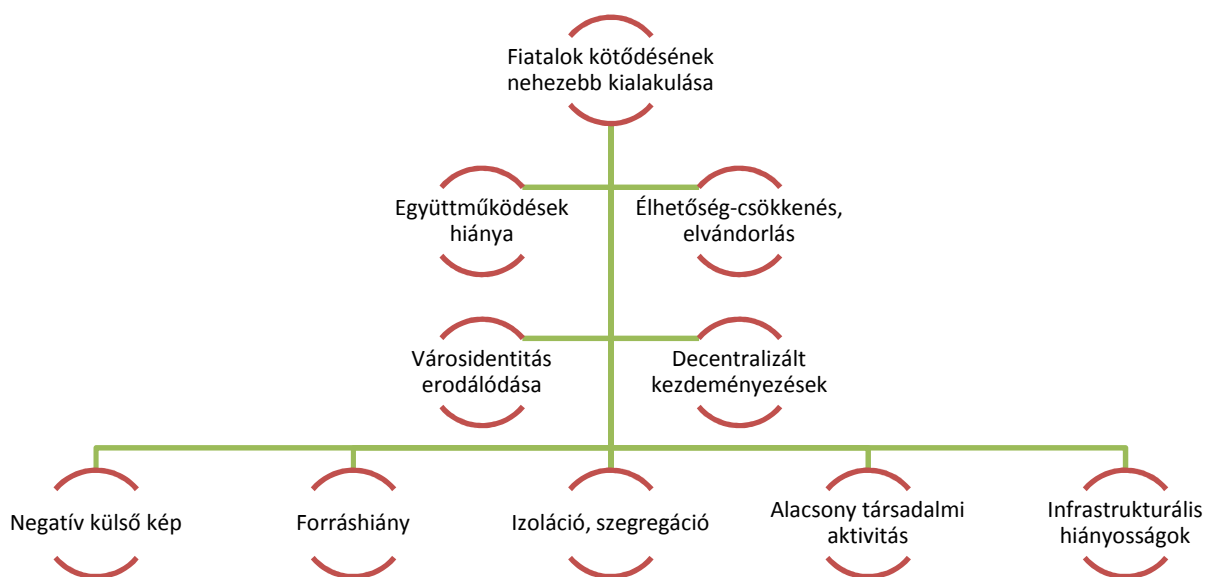 Fiatalok kötődésének
nehezebb kialakulása
Együttműködések
hiánya
Élhetőség-csökkenés,
elvándorlás
Városidentitás
erodálódása
Decentralizált
kezdeményezések
Negatív külső kép
Forráshiány
Izoláció, szegregáció
Alacsony társadalmi
aktivitás
Infrastrukturális
hiányosságok